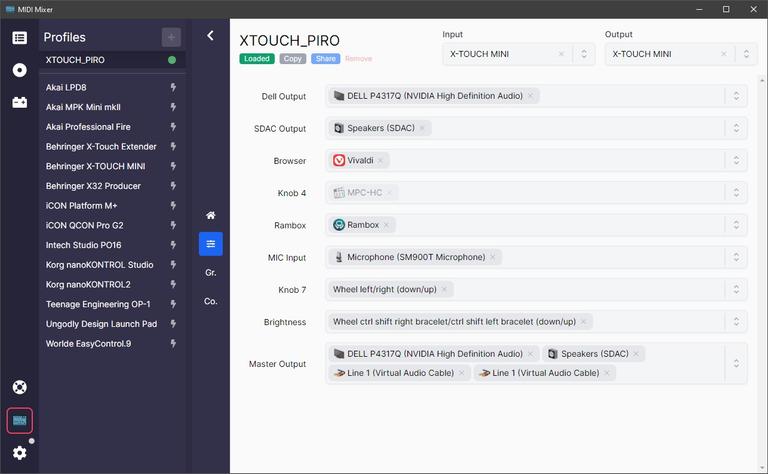 MIDI Mixer
Profiles
+
XTOUCH_PIRO
Akai LPD8
Akai MPK Mini mkII
Akai Professional Fire
Behringer X-Touch Extender
Behringer X-TOUCH MINI
Behringer X32 Producer
iCON Platform M+
iCON QCON Pro G2
Intech Studio PO16
Korg nanoKONTROL Studio
Korg nanoKONTROL2
Teenage Engineering OP-1
Ungodly Design Launch Pad
Worlde EasyControl.9
Gr.
Co.
XTOUCH_PIRO
Loaded Copy Share Remove
Input
X-TOUCH MINI ×
Output
X-TOUCH MINI ×
Dell Output DELL P4317Q (NVIDIA High Definition Audio) ×
SDAC Output Speakers (SDAC) ×
Browser Vivaldi ×
Knob 4 MPC-HC ×
Rambox Rambox ×
MIC Input Microphone (SM900T Microphone) ×
Knob 7 Wheel left/right (down/up) ×
Brightness Wheel ctrl shift right bracelet/ctrl shift left bracelet (down/up) ×
Master Output DELL P4317Q (NVIDIA High Definition Audio) × Speakers (SDAC) ×
Line 1 (Virtual Audio Cable) × Line 1 (Virtual Audio Cable) ×